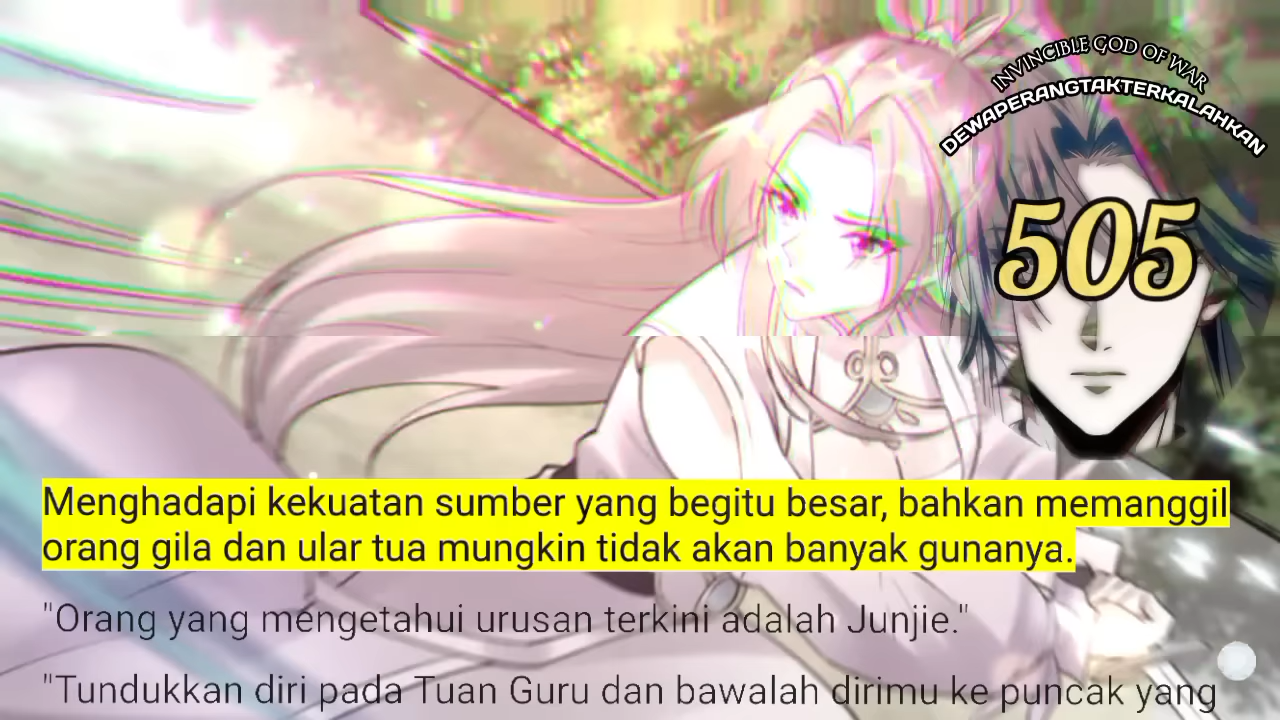 INVINCIBLE GOD OF WAR
DEWAPERANGTAKTERKALAHKAN
505
Menghadapi kekuatan sumber yang begitu besar, bahkan memanggil
orang gila dan ular tua mungkin tidak akan banyak gunanya.
"Orang yang mengetahui urusan terkini adalah Junjie."
"Tundukkan diri pada Tuan Guru dan bawalah dirimu ke puncak yang